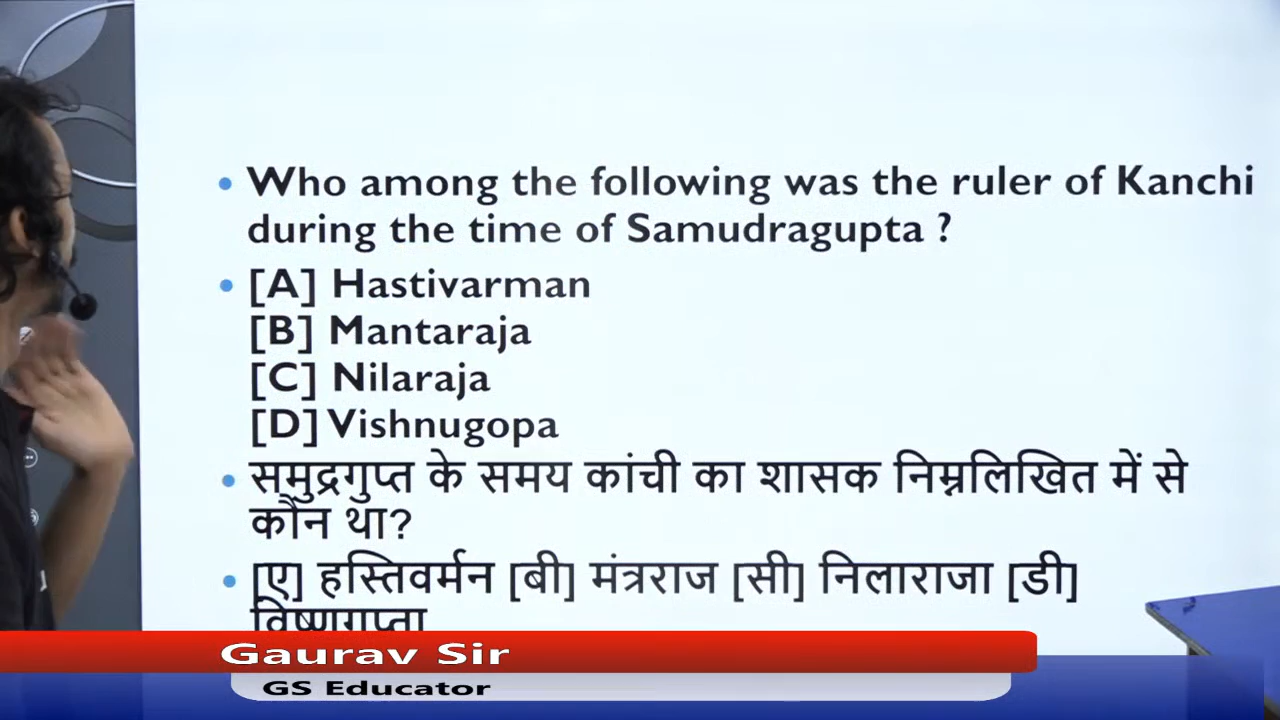 Who among the following was the ruler of Kanchi
during the time of Samudragupta ?
[A] Hastivarman
[B] Mantaraja
[C] Nilaraja
[D] Vishnugopa
समुद्रगुप्त के समय कांची का शासक निम्नलिखित में से
कौन था?
[ए] हस्तिवर्मन [बी] मंत्रराज [सी] निलाराजा [डी]
विष्णुगुप्ता
Gaurav Sir
GS Educator